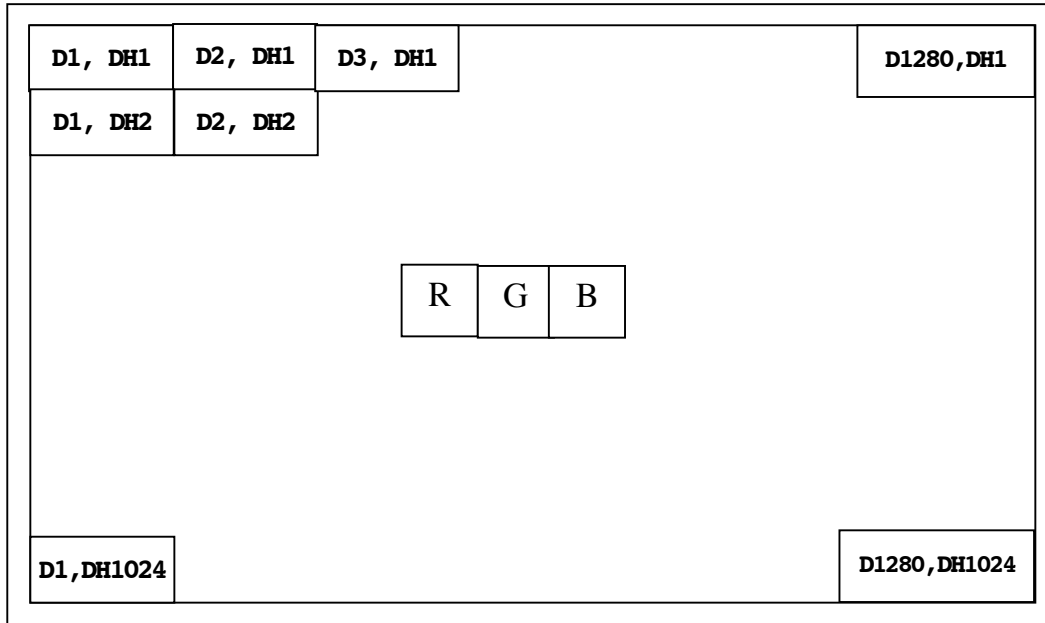 D1, DH1
D2, DH1
D3, DH1
D1280,DH1
D1, DH2
D2, DH2
R
G
B
D1,DH1024
D1280,DH1024